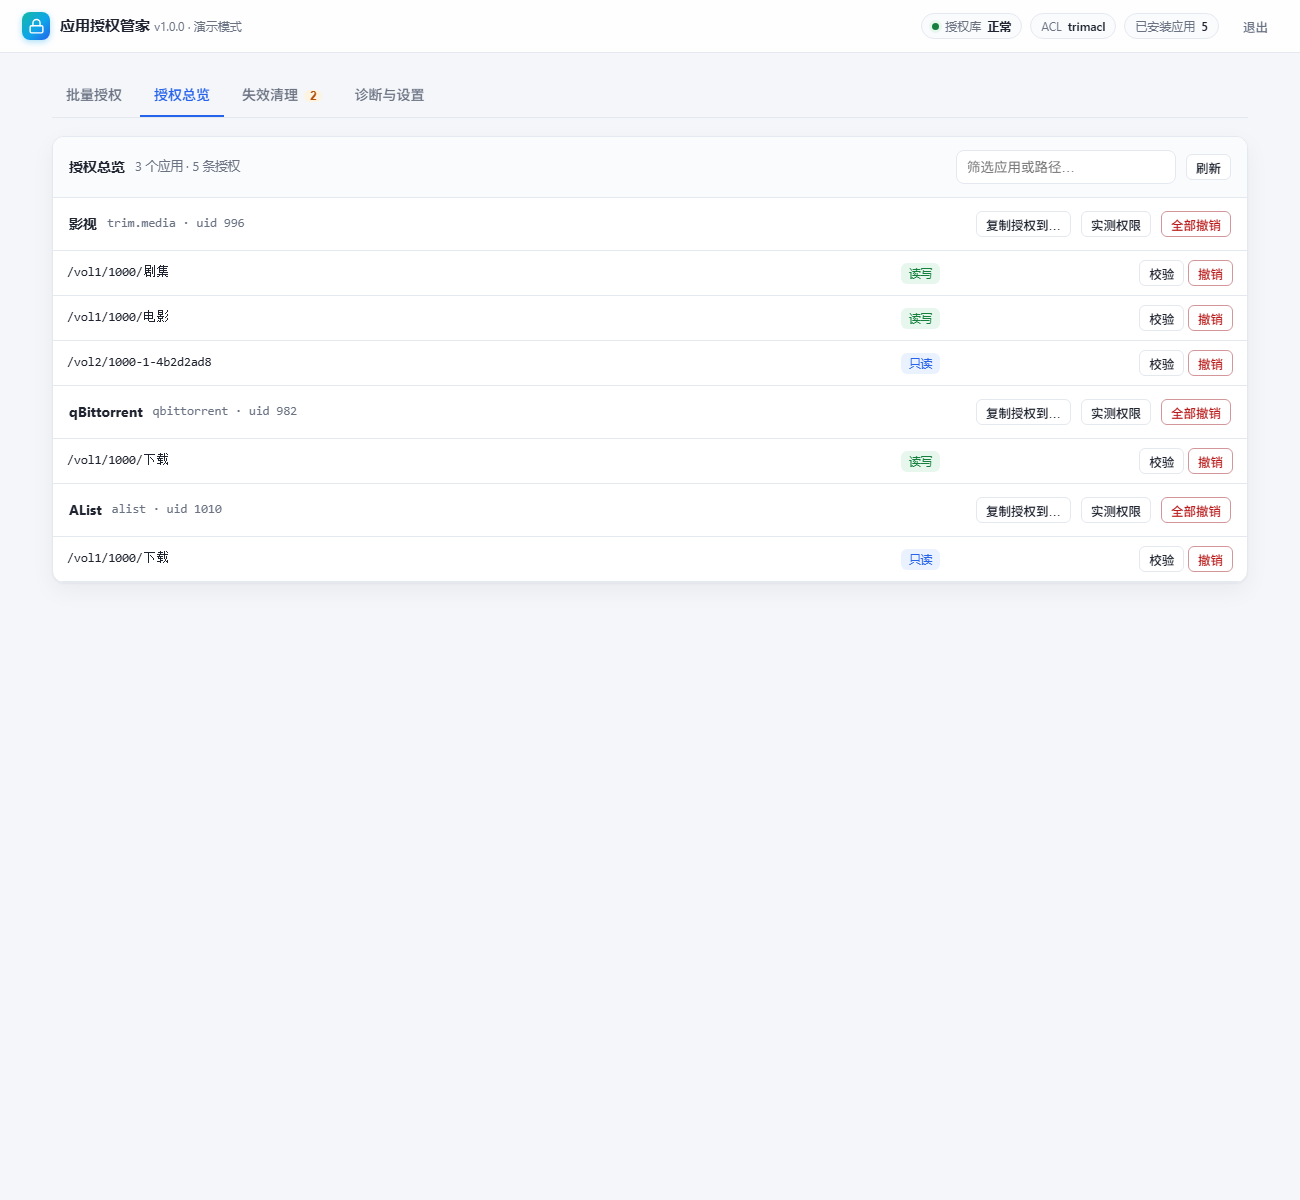 应用授权管家 v1.0.0 · 演示模式
授权库 正常 ACL trimacl 已安装应用 5 退出
批量授权 授权总览 失效清理 2 诊断与设置
授权总览 3 个应用 · 5 条授权 筛选应用或路径… 刷新
影视 trim.media · uid 996 复制授权到… 实测权限 全部撤销
/vol1/1000/剧集 读写 校验 撤销
/vol1/1000/电影 读写 校验 撤销
/vol2/1000-1-4b2d2ad8 只读 校验 撤销
qBittorrent qbittorrent · uid 982 复制授权到… 实测权限 全部撤销
/vol1/1000/下载 读写 校验 撤销
AList alist · uid 1010 复制授权到… 实测权限 全部撤销
/vol1/1000/下载 只读 校验 撤销